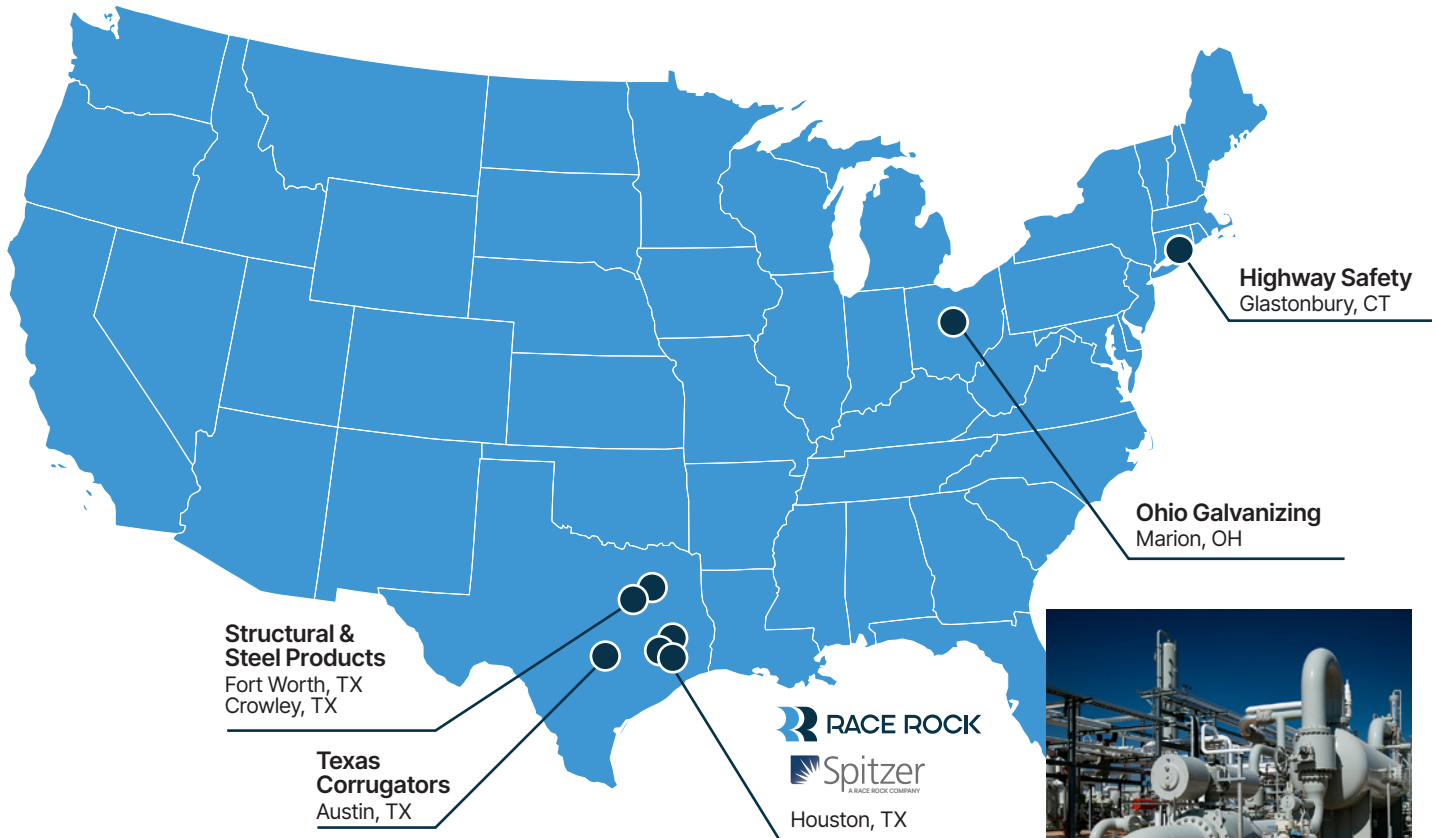 Highway Safety
Glastonbury, CT
Ohio Galvanizing
Marion, OH
Structural &
Steel Products
Fort Worth, TX
Crowley, TX
Texas
Corrugators
Austin, TX
RACE ROCK
Spitzer
A RACE ROCK COMPANY
Houston, TX